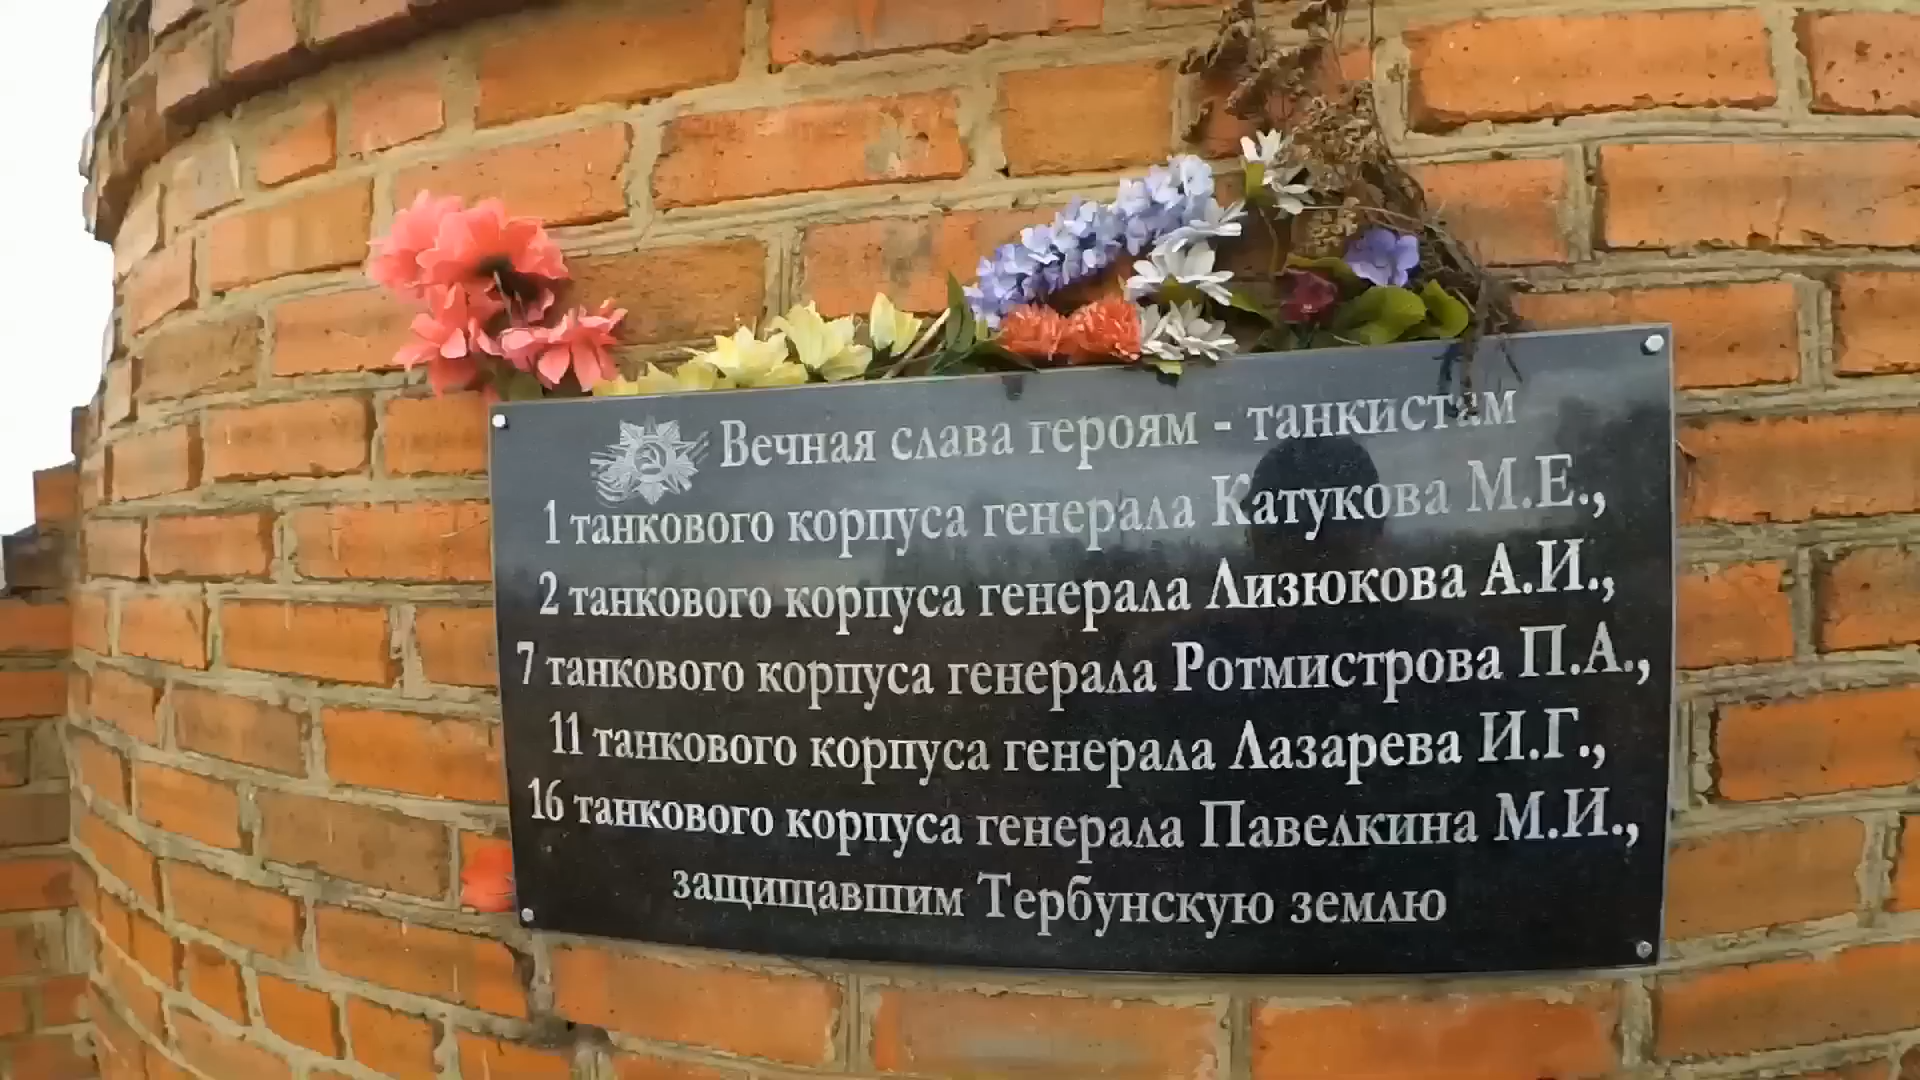 Вечная слава героям - танкистам
1 танкового корпуса генерала Катукова М.Е.,
2 танкового корпуса генерала Лизюкова А.И.,
7 танкового корпуса генерала Ротмистрова П.А.,
11 танкового корпуса генерала Лазарева И.Г.,
16 танкового корпуса генерала Павелкина М.И.,
защищавшим Тербунскую землю